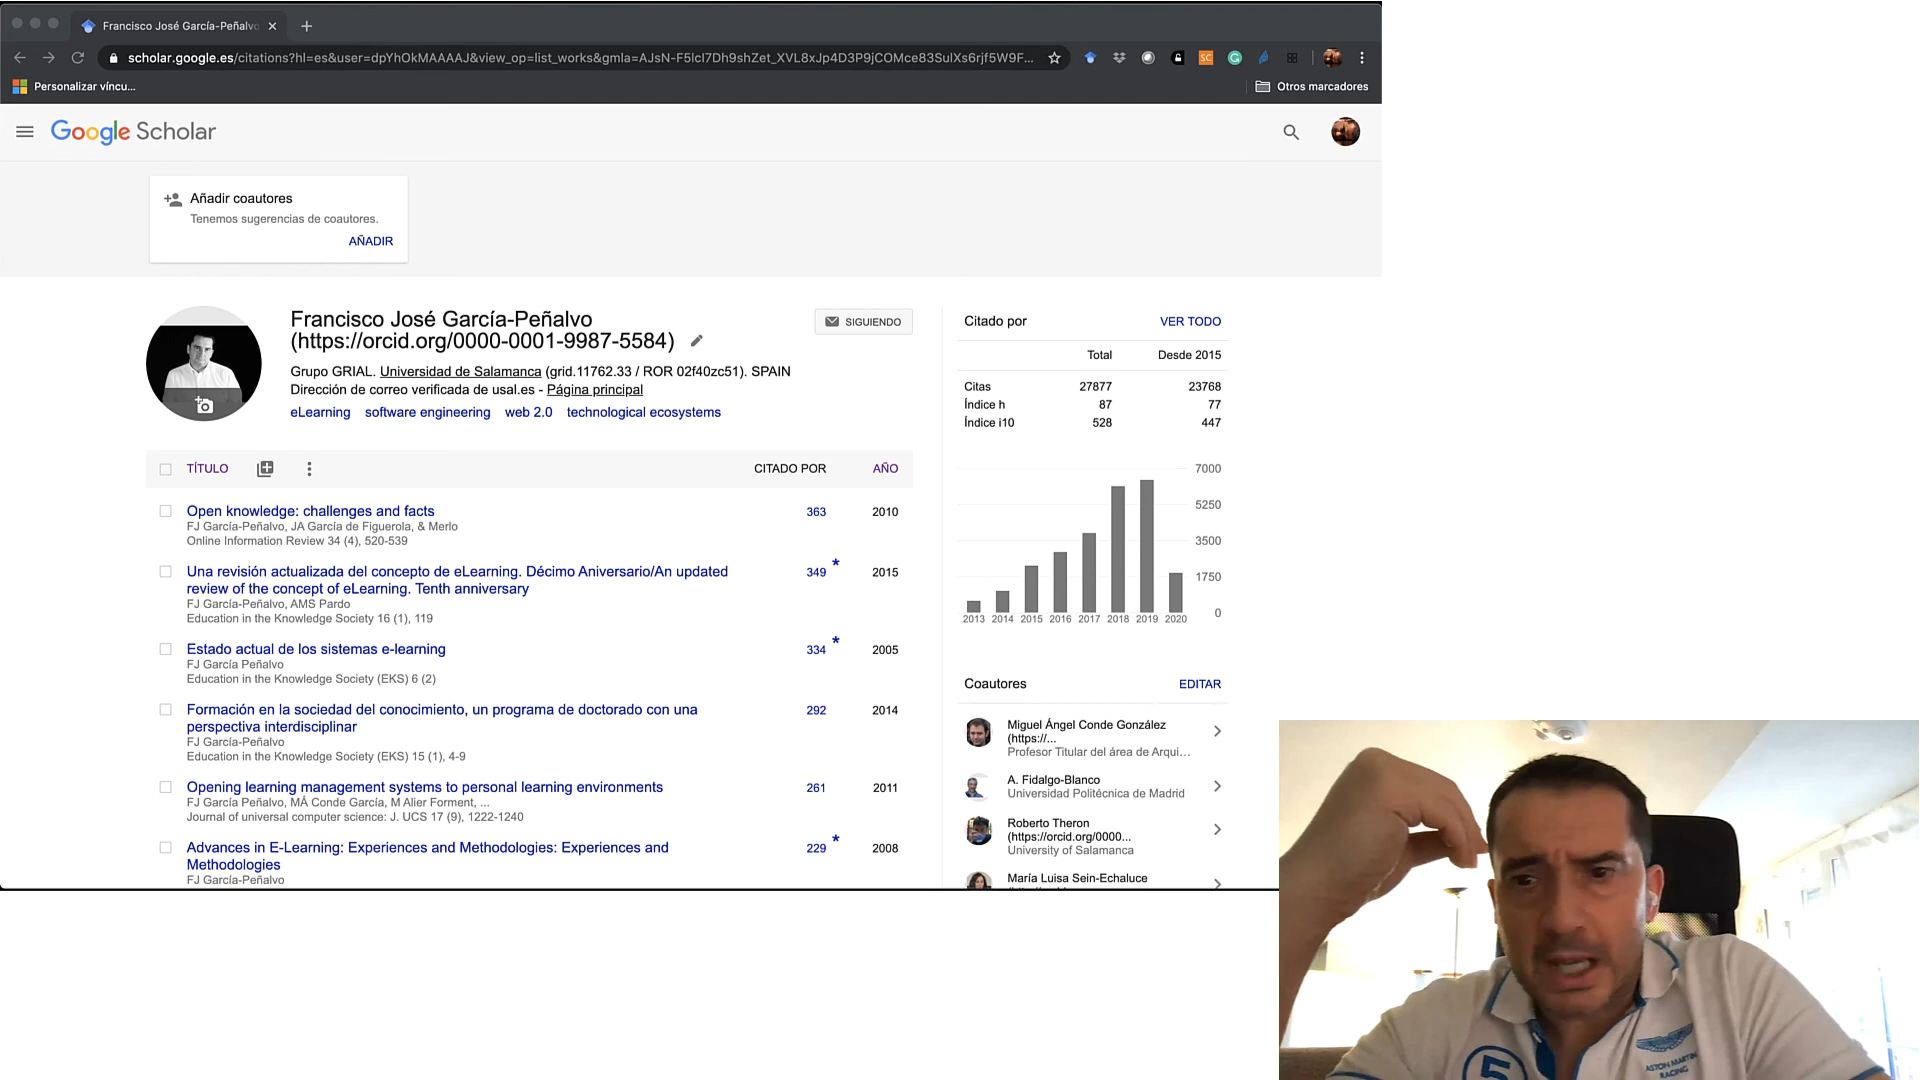 Francisco José García-Peñalvo
scholar.google.es/citations?hl=es&user=dpYhOkMAAAAJ&view_op=list_works&gmla=AJsN-F5lcl7Dh9shZet_XVL8xJp4D3P9jCOMce83SulXs6rjf5W9F...
Personalizar víncu...
Otros marcadores
Google Scholar
Añadir coautores
Tenemos sugerencias de coautores.
AÑADIR
Francisco José García-Peñalvo
(https://orcid.org/0000-0001-9987-5584)
SIGUIENDO
Grupo GRIAL. Universidad de Salamanca (grid.11762.33 / ROR 02f40zc51). SPAIN
Dirección de correo verificada de usal.es - Página principal
eLearning software engineering web 2.0 technological ecosystems
TÍTULO CITADO POR AÑO
Open knowledge: challenges and facts 363 2010
FJ García-Peñalvo, JA García de Figuerola, & Merlo
Online Information Review 34 (4), 520-539
Una revisión actualizada del concepto de eLearning. Décimo Aniversario/An updated 349 * 2015
review of the concept of eLearning. Tenth anniversary
FJ García-Peñalvo, AMS Pardo
Education in the Knowledge Society 16 (1), 119
Estado actual de los sistemas e-learning 334 * 2005
FJ García Peñalvo
Education in the Knowledge Society (EKS) 6 (2)
Formación en la sociedad del conocimiento, un programa de doctorado con una 292 2014
perspectiva interdisciplinar
FJ García-Peñalvo
Education in the Knowledge Society (EKS) 15 (1), 4-9
Opening learning management systems to personal learning environments 261 2011
FJ García Peñalvo, MÁ Conde García, M Alier Forment, ...
Journal of universal computer science: J. UCS 17 (9), 1222-1240
Advances in E-Learning: Experiences and Methodologies: Experiences and 229 * 2008
Methodologies
FJ García-Peñalvo
Citado por VER TODO
Total Desde 2015
Citas 27877 23768
Índice h 87 77
Índice i10 528 447
7000
5250
3500
1750
0
2013 2014 2015 2016 2017 2018 2019 2020
Coautores EDITAR
Miguel Ángel Conde González
(https://...
Profesor Titular del área de Arqui...
A. Fidalgo-Blanco
Universidad Politécnica de Madrid
Roberto Theron
(https://orcid.org/0000...
University of Salamanca
María Luisa Sein-Echaluce
5
ASTON MARTIN
RACING